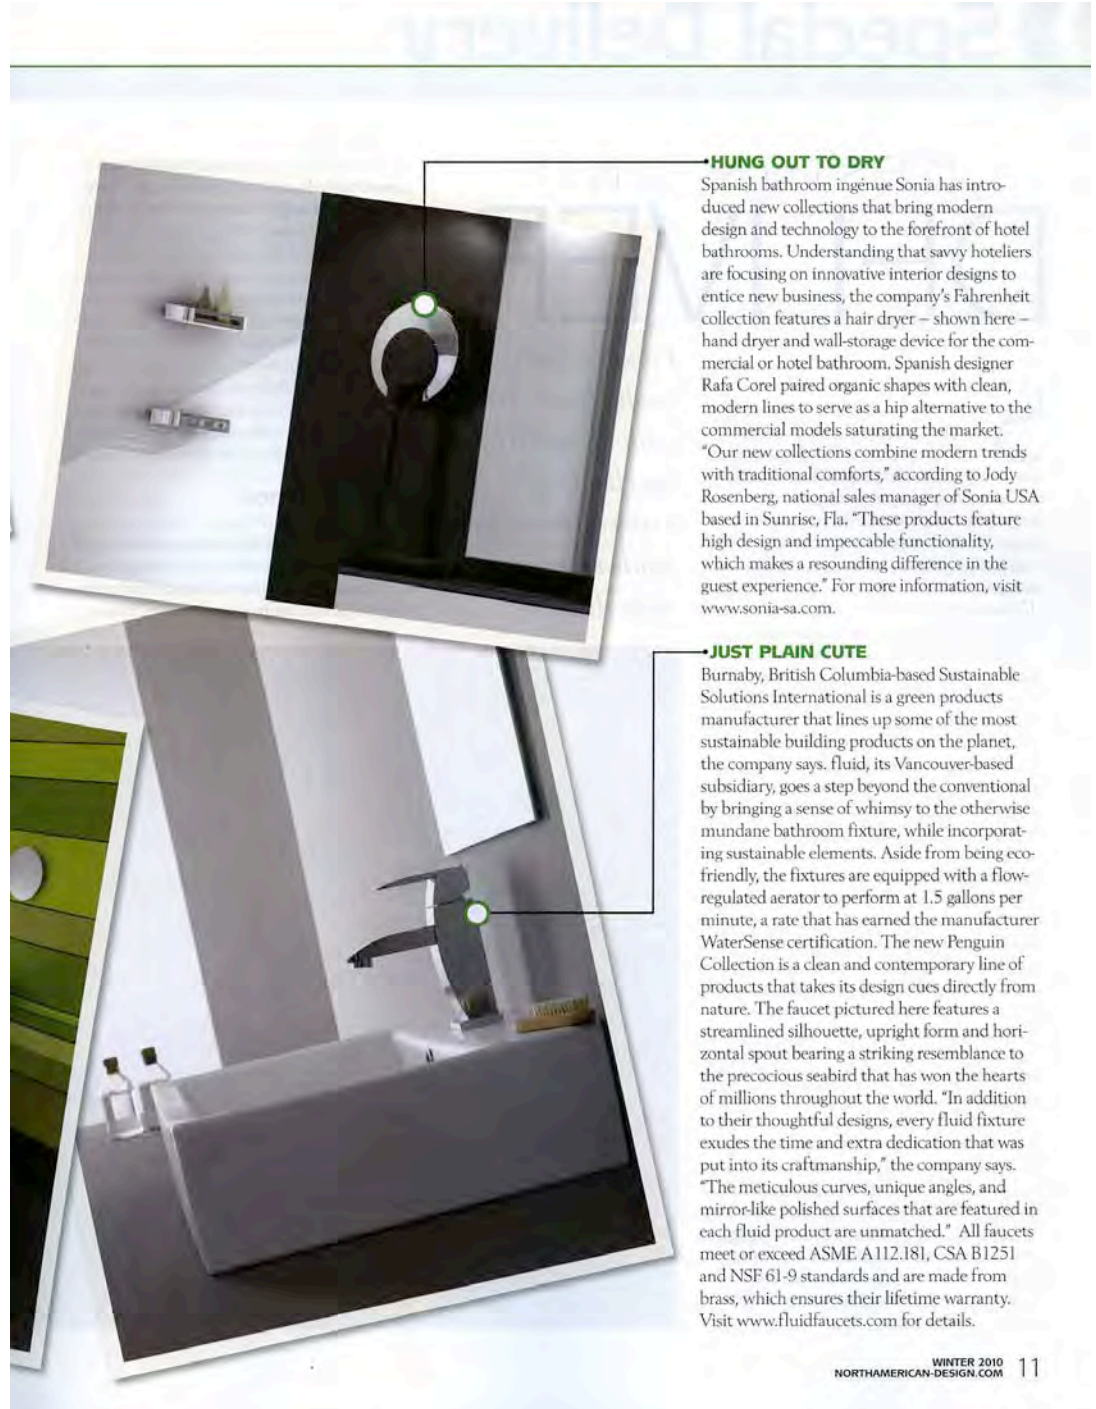 HUNG OUT TO DRY
Spanish bathroom ingénue Sonia has intro-
duced new collections that bring modern
design and technology to the forefront of hotel
bathrooms. Understanding that savvy hoteliers
are focusing on innovative interior designs to
entice new business, the company's Fahrenheit
collection features a hair dryer – shown here –
hand dryer and wall-storage device for the com-
mercial or hotel bathroom. Spanish designer
Rafa Corel paired organic shapes with clean,
modern lines to serve as a hip alternative to the
commercial models saturating the market.
"Our new collections combine modern trends
with traditional comforts," according to Jody
Rosenberg, national sales manager of Sonia USA
based in Sunrise, Fla. "These products feature
high design and impeccable functionality,
which makes a resounding difference in the
guest experience." For more information, visit
www.sonia-sa.com.
JUST PLAIN CUTE
Burnaby, British Columbia-based Sustainable
Solutions International is a green products
manufacturer that lines up some of the most
sustainable building products on the planet,
the company says. fluid, its Vancouver-based
subsidiary, goes a step beyond the conventional
by bringing a sense of whimsy to the otherwise
mundane bathroom fixture, while incorporat-
ing sustainable elements. Aside from being eco-
friendly, the fixtures are equipped with a flow-
regulated aerator to perform at 1.5 gallons per
minute, a rate that has earned the manufacturer
WaterSense certification. The new Penguin
Collection is a clean and contemporary line of
products that takes its design cues directly from
nature. The faucet pictured here features a
streamlined silhouette, upright form and hori-
zontal spout bearing a striking resemblance to
the precocious seabird that has won the hearts
of millions throughout the world. "In addition
to their thoughtful designs, every fluid fixture
exudes the time and extra dedication that was
put into its craftmanship," the company says.
"The meticulous curves, unique angles, and
mirror-like polished surfaces that are featured in
each fluid product are unmatched." All faucets
meet or exceed ASME A112.181, CSA B1251
and NSF 61-9 standards and are made from
brass, which ensures their lifetime warranty.
Visit www.fluidfaucets.com for details.
WINTER 2010
NORTHAMERICAN-DESIGN.COM 11